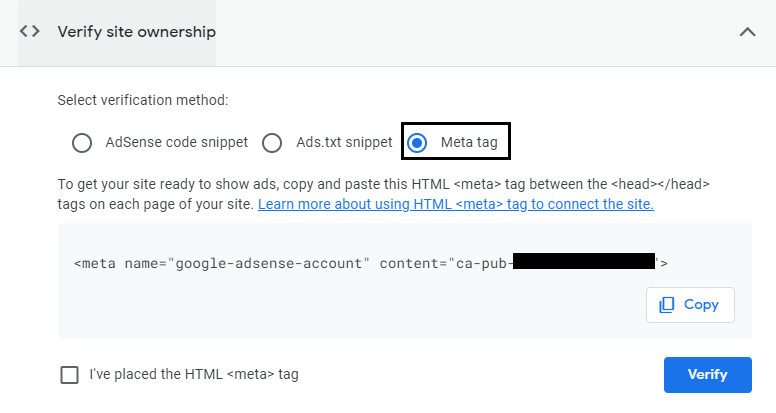 <> Verify site ownership
Select verification method:
AdSense code snippet Ads.txt snippet Meta tag
To get your site ready to show ads, copy and paste this HTML <meta> tag between the <head></head>
tags on each page of your site. Learn more about using HTML <meta> tag to connect the site.
<meta name="google-adsense-account" content="ca-pub-">
Copy
I've placed the HTML <meta> tag
Verify